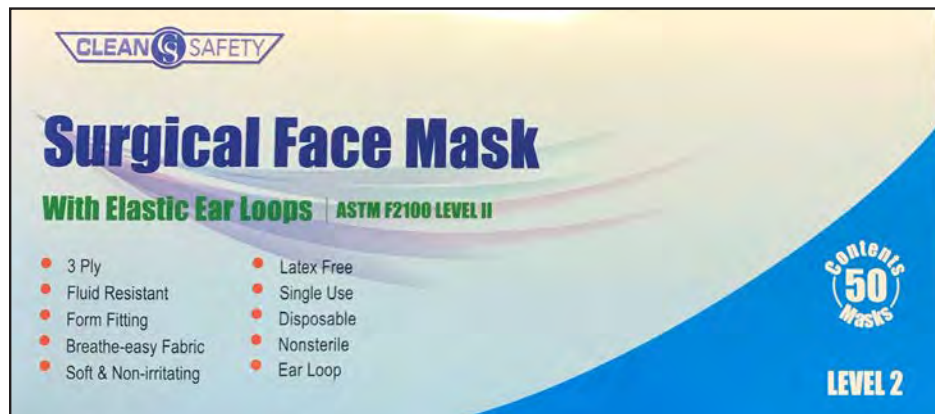 CLEAN CS SAFETY
Surgical Face Mask
With Elastic Ear Loops | ASTM F2100 LEVEL II
3 Ply
Fluid Resistant
Form Fitting
Breathe-easy Fabric
Soft & Non-irritating
Latex Free
Single Use
Disposable
Nonsterile
Ear Loop
Contents
50
Masks
LEVEL 2